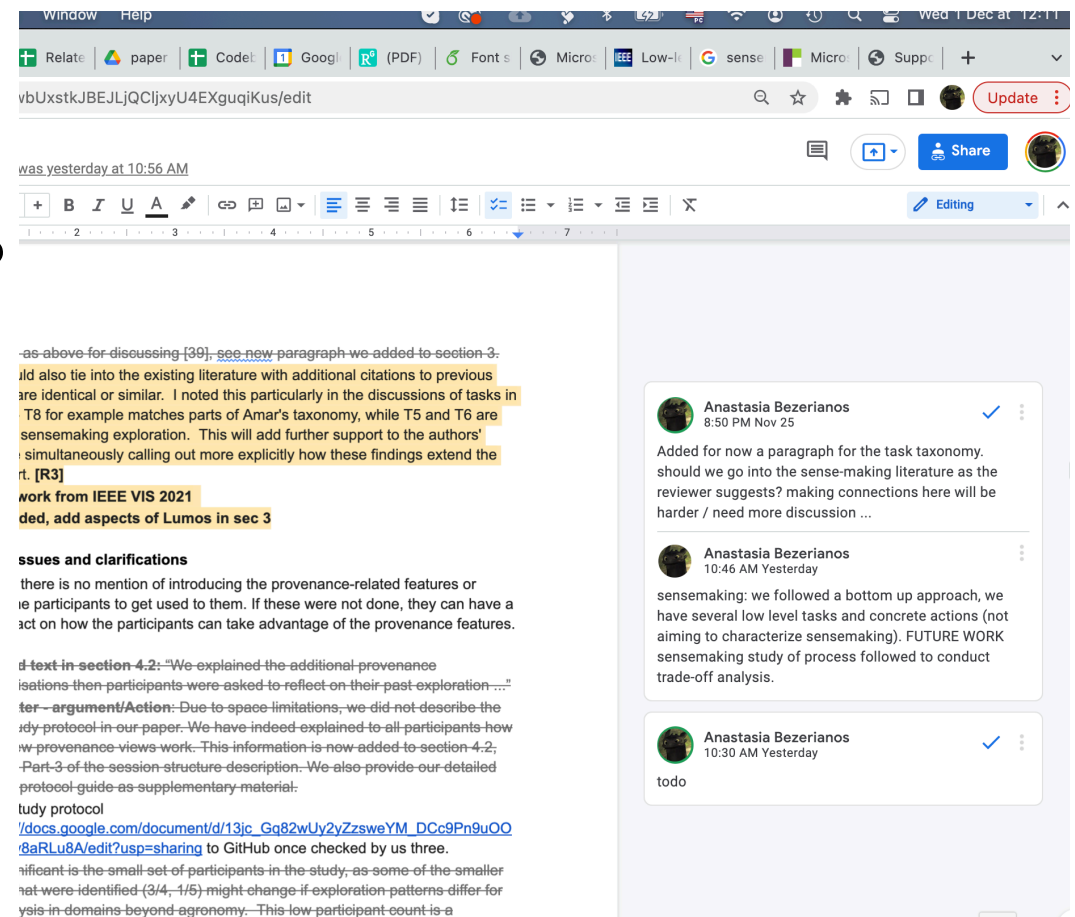 Window Help
Wed 1 Dec at 12:11
Relate paper Codeb Googl (PDF) Font s Micros IEEE Low-le sense Micros Suppo
vbUxstkJBEJLjQCljxyU4EXguqiKus/edit
Update
was yesterday at 10:56 AM
Share
+ B I U A
Editing
2 3 4 5 6 7
as above for discussing [39], see new paragraph we added to section 3.
uld also tie into the existing literature with additional citations to previous
are identical or similar. I noted this particularly in the discussions of tasks in
T8 for example matches parts of Amar's taxonomy, while T5 and T6 are
sensemaking exploration. This will add further support to the authors'
simultaneously calling out more explicitly how these findings extend the
rt. [R3]
work from IEEE VIS 2021
ded, add aspects of Lumos in sec 3
ssues and clarifications
there is no mention of introducing the provenance-related features or
e participants to get used to them. If these were not done, they can have a
act on how the participants can take advantage of the provenance features.
d text in section 4.2: “We explained the additional provenance
isations then participants were asked to reflect on their past exploration ...”
ter - argument/Action: Due to space limitations, we did not describe the
dy protocol in our paper. We have indeed explained to all participants how
w provenance views work. This information is now added to section 4.2,
Part-3 of the session structure description. We also provide our detailed
protocol guide as supplementary material.
tudy protocol
//docs.google.com/document/d/13jc_Gq82wUy2yZzsweYM_DCc9Pn9uOO
8aRLu8A/edit?usp=sharing to GitHub once checked by us three.
nificant is the small set of participants in the study, as some of the smaller
hat were identified (3/4, 1/5) might change if exploration patterns differ for
ysis in domains beyond agronomy. This low participant count is a
Anastasia Bezerianos
8:50 PM Nov 25
Added for now a paragraph for the task taxonomy.
should we go into the sense-making literature as the
reviewer suggests? making connections here will be
harder / need more discussion ...
Anastasia Bezerianos
10:46 AM Yesterday
sensemaking: we followed a bottom up approach, we
have several low level tasks and concrete actions (not
aiming to characterize sensemaking). FUTURE WORK
sensemaking study of process followed to conduct
trade-off analysis.
Anastasia Bezerianos
10:30 AM Yesterday
todo